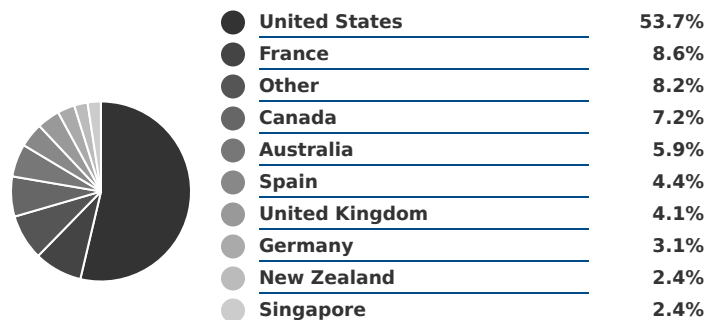 United States 53.7%
France 8.6%
Other 8.2%
Canada 7.2%
Australia 5.9%
Spain 4.4%
United Kingdom 4.1%
Germany 3.1%
New Zealand 2.4%
Singapore 2.4%